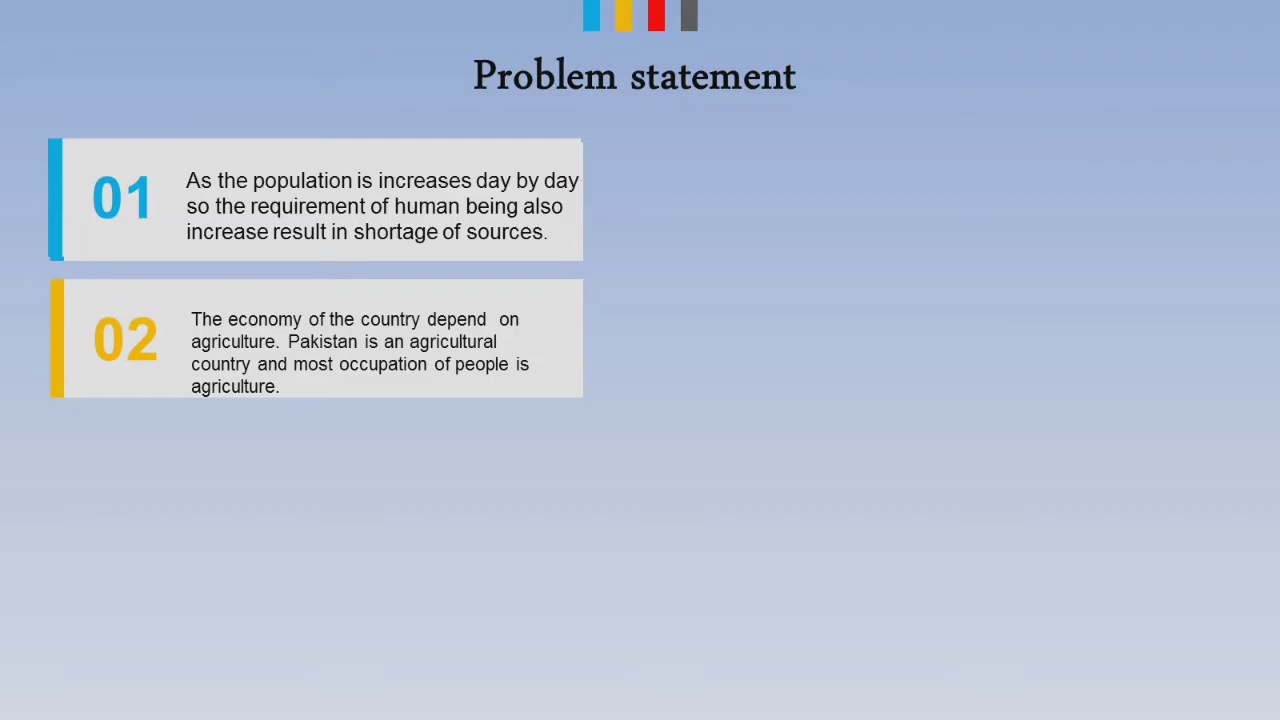 Problem statement
01
As the population is increases day by day
so the requirement of human being also
increase result in shortage of sources.
02
The economy of the country depend on
agriculture. Pakistan is an agricultural
country and most occupation of people is
agriculture.